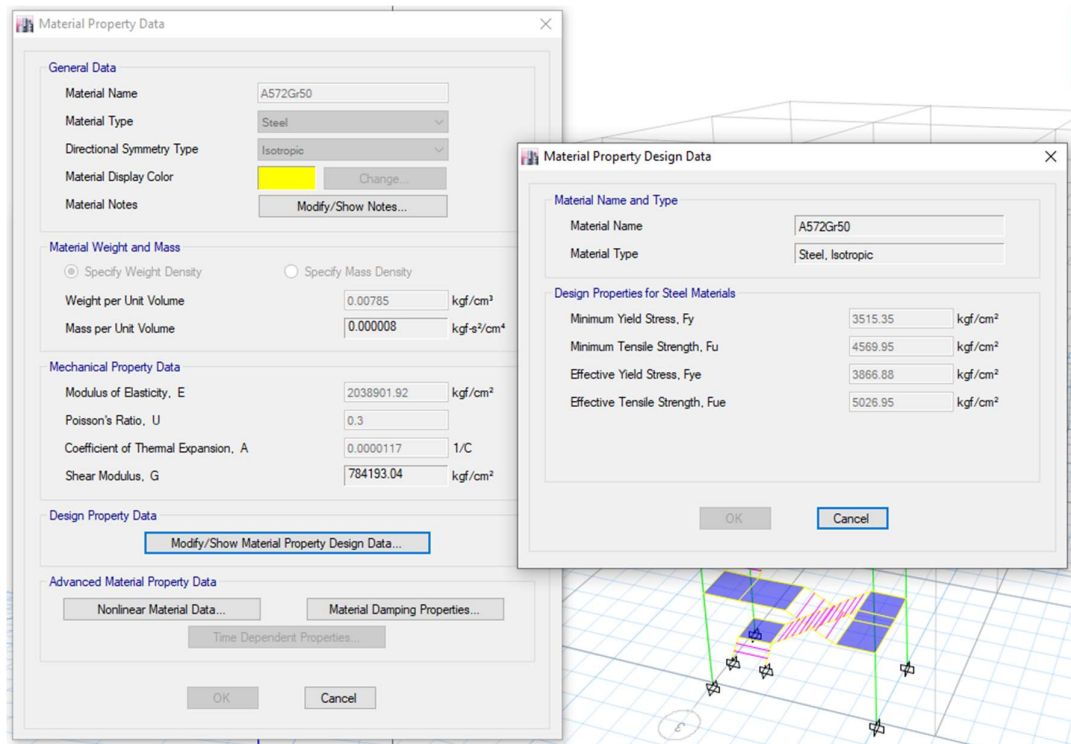 Material Property Data
General Data
Material Name A572Gr50
Material Type Steel
Directional Symmetry Type Isotropic
Material Display Color Change...
Material Notes Modify/Show Notes...
Material Weight and Mass
Specify Weight Density Specify Mass Density
Weight per Unit Volume 0.00785 kgf/cm³
Mass per Unit Volume 0.000008 kgf-s²/cm⁴
Mechanical Property Data
Modulus of Elasticity, E 2038901.92 kgf/cm²
Poisson's Ratio, U 0.3
Coefficient of Thermal Expansion, A 0.0000117 1/C
Shear Modulus, G 784193.04 kgf/cm²
Design Property Data
Modify/Show Material Property Design Data...
Advanced Material Property Data
Nonlinear Material Data... Material Damping Properties...
Time Dependent Properties...
OK Cancel
Material Property Design Data
Material Name and Type
Material Name A572Gr50
Material Type Steel, Isotropic
Design Properties for Steel Materials
Minimum Yield Stress, Fy 3515.35 kgf/cm²
Minimum Tensile Strength, Fu 4569.95 kgf/cm²
Effective Yield Stress, Fye 3866.88 kgf/cm²
Effective Tensile Strength, Fue 5026.95 kgf/cm²
OK Cancel
3